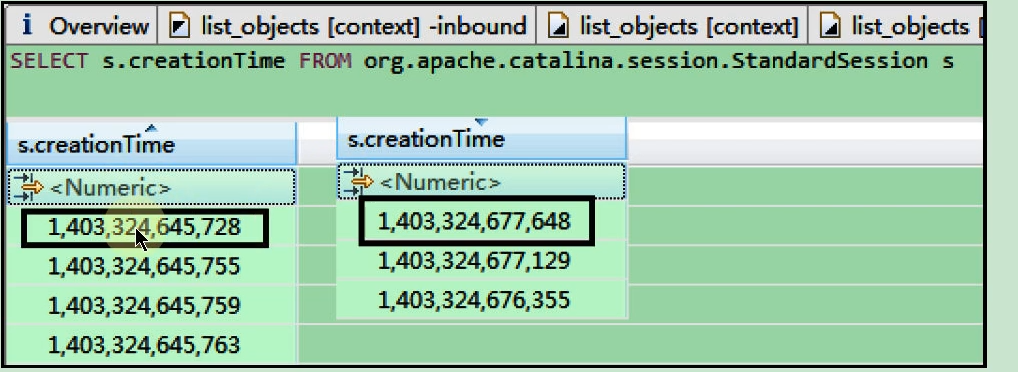 i Overview list_objects [context] -inbound list_objects [context] list_objects [
SELECT s.creationTime FROM org.apache.catalina.session.StandardSession s
s.creationTime s.creationTime
<Numeric> <Numeric>
1,403,324,645,728 1,403,324,677,648
1,403,324,645,755 1,403,324,677,129
1,403,324,645,759 1,403,324,676,355
1,403,324,645,763